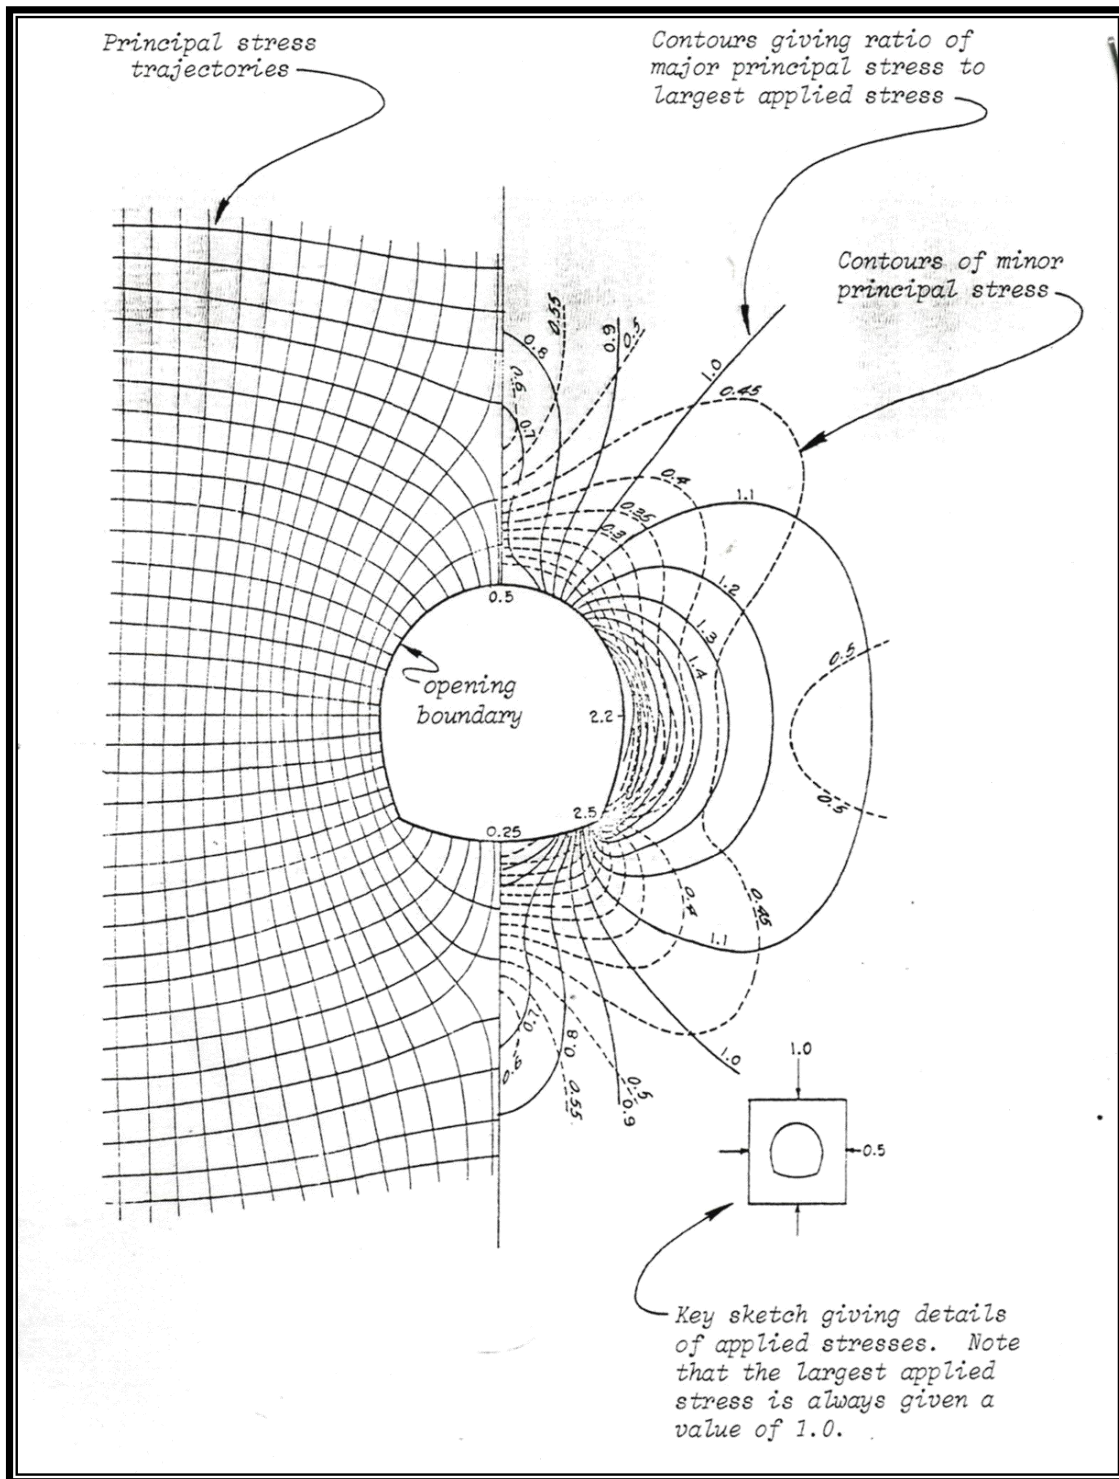 Principal stress
trajectories
Contours giving ratio of
major principal stress to
largest applied stress
Contours of minor
principal stress
0.55
0.9
0.5
0.8
0.6
0.7
1.0
0.45
0.4
1.1
0.35
0.3
1.2
1.3
1.4
0.5
0.5
opening
boundary
2.2
0.5
2.5
0.25
0.4
0.45
1.1
0.7
0.6
0.8
0.55
0.5
0.9
1.0
1.0
0.5
Key sketch giving details
of applied stresses. Note
that the largest applied
stress is always given a
value of 1.0.